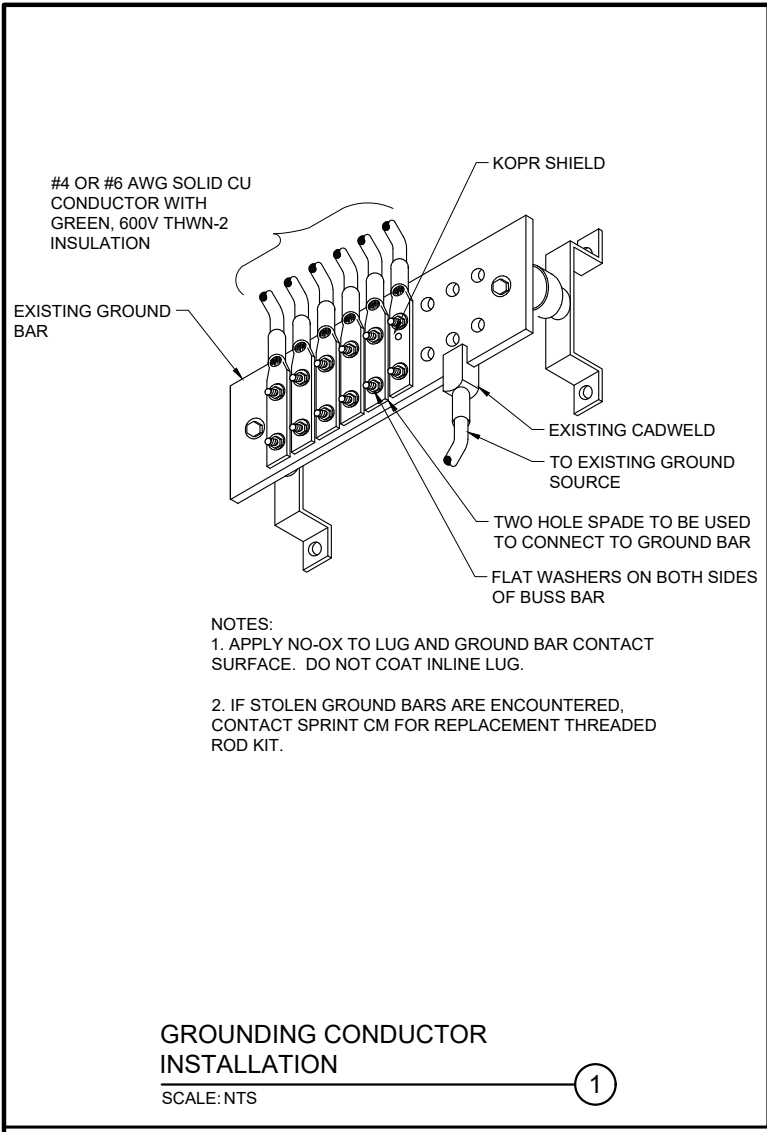 KOPR SHIELD
#4 OR #6 AWG SOLID CU
CONDUCTOR WITH
GREEN, 600V THWN-2
INSULATION
EXISTING GROUND
BAR
EXISTING CADWELD
TO EXISTING GROUND
SOURCE
TWO HOLE SPADE TO BE USED
TO CONNECT TO GROUND BAR
FLAT WASHERS ON BOTH SIDES
OF BUSS BAR
NOTES:
1. APPLY NO-OX TO LUG AND GROUND BAR CONTACT
SURFACE. DO NOT COAT INLINE LUG.
2. IF STOLEN GROUND BARS ARE ENCOUNTERED,
CONTACT SPRINT CM FOR REPLACEMENT THREADED
ROD KIT.
GROUNDING CONDUCTOR
INSTALLATION
SCALE: NTS
1